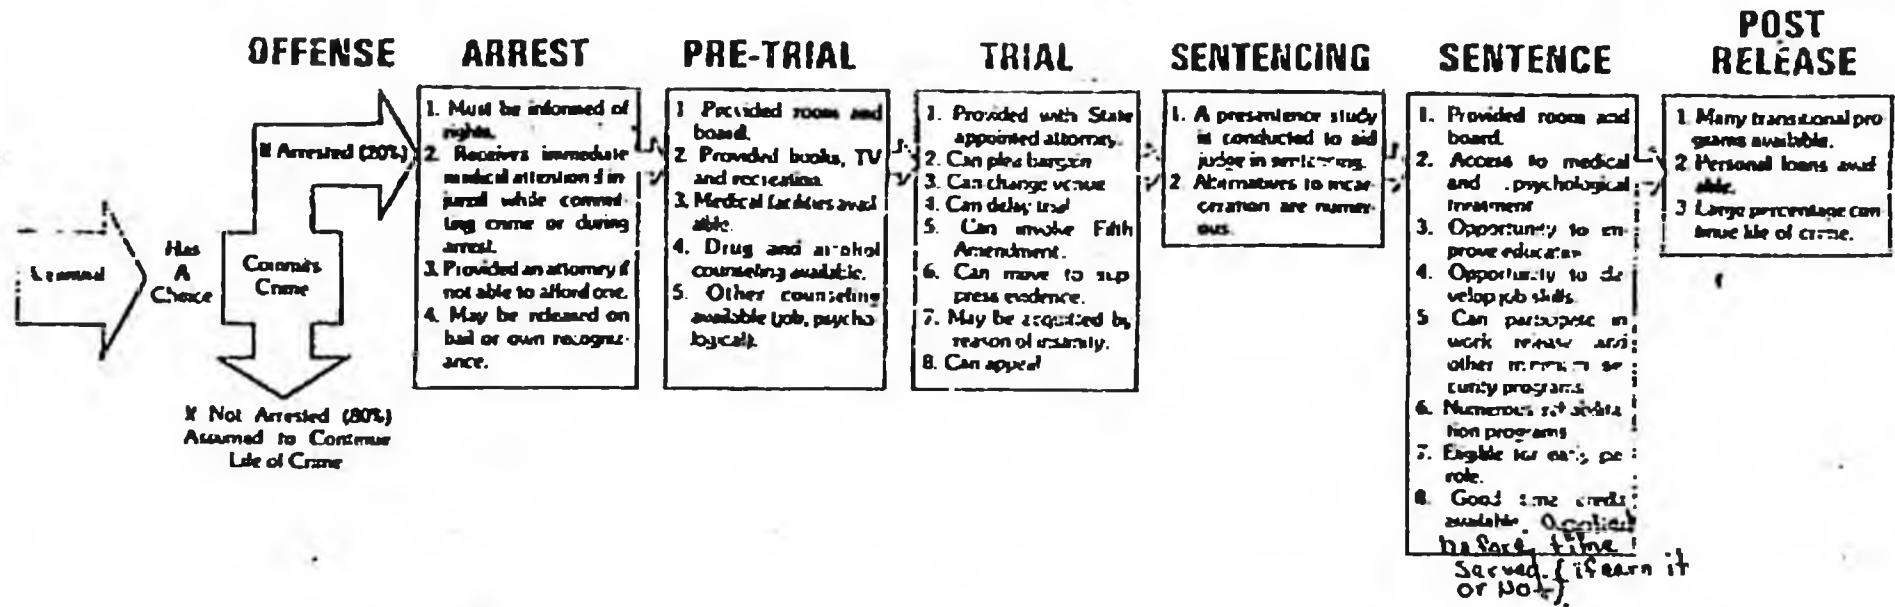 OFFENSE
ARREST
PRE-TRIAL
TRIAL
SENTENCING
SENTENCE
POST
RELEASE
Criminal
Has
A
Choice
Commits
Crime
If Arrested (20%)
If Not Arrested (80%)
Assumed to Continue
Life of Crime
1. Must be informed of
rights.
2. Receives immediate
medical attention if in-
jured while commit-
ting crime or during
arrest.
3. Provided an attorney if
not able to afford one.
4. May be released on
bail or own recogniz-
ance.
1 Provided room and
board.
2. Provided books, TV
and recreation.
3. Medical facilities avail
able.
4. Drug and alcohol
counseling available.
5. Other counseling
available (job, psycho
logical).
1. Provided with State
appointed attorney.
2. Can plea bargain
3. Can change venue
4. Can delay trial
5. Can invoke Fifth
Amendment.
6. Can move to sup
press evidence.
7. May be acquitted by
reason of insanity.
8. Can appeal
1. A presentence study
is conducted to aid
judge in sentencing.
2 Alternatives to incar-
ceration are numer-
ous.
1. Provided room and
board.
2. Access to medical
and psychological
treatment
3. Opportunity to im-
prove education
4. Opportunity to de
velop job skills.
5 Can participate in
work release and
other minimum se
curity programs
6. Numerous rehabilita
tion programs
7. Eligible for early pa
role.
8. Good time credit
available. Applied
before time
served. {if earn it
or Not}
1 Many transitional pro
grams available.
2 Personal loans avail
able.
3 Large percentage con
tinue life of crime.